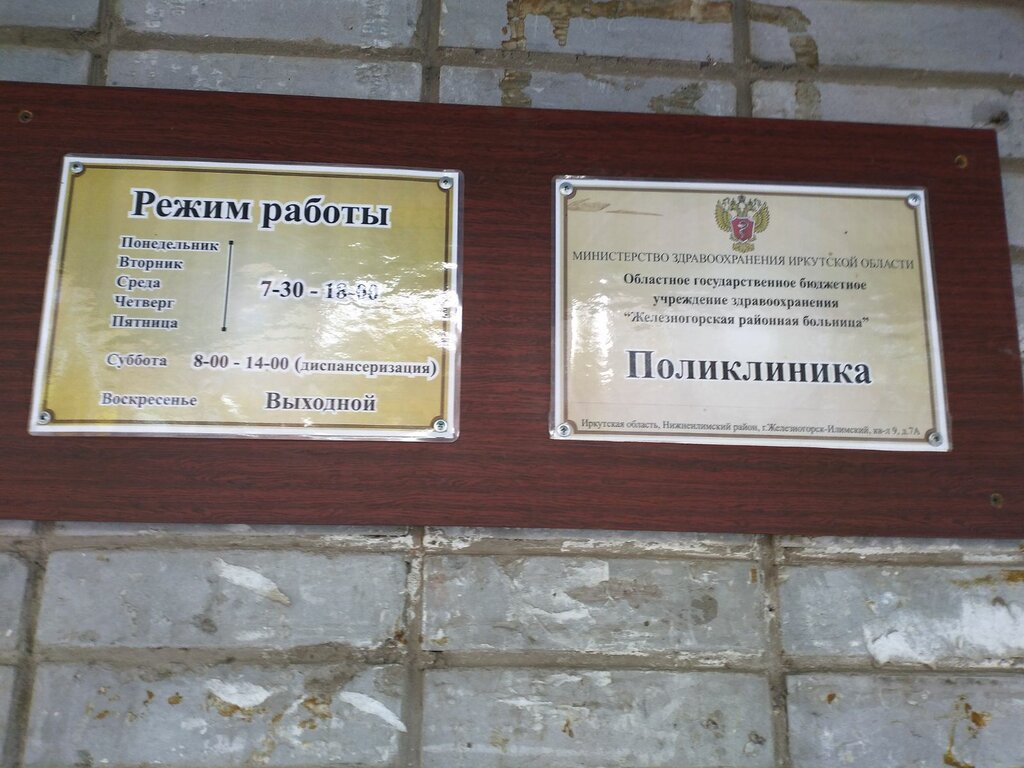 Режим работы
Понедельник
Вторник
Среда
Четверг
Пятница
7-30 - 18-00
Суббота 8-00 - 14-00 (диспансеризация)
Воскресенье Выходной
МИНИСТЕРСТВО ЗДРАВООХРАНЕНИЯ ИРКУТСКОЙ ОБЛАСТИ
Областное государственное бюджетное
учреждение здравоохранения
"Железногорская районная больница"
Поликлиника
Иркутская область, Нижнеилимский район, г.Железногорск-Илимский, кв-л 9, д.7А